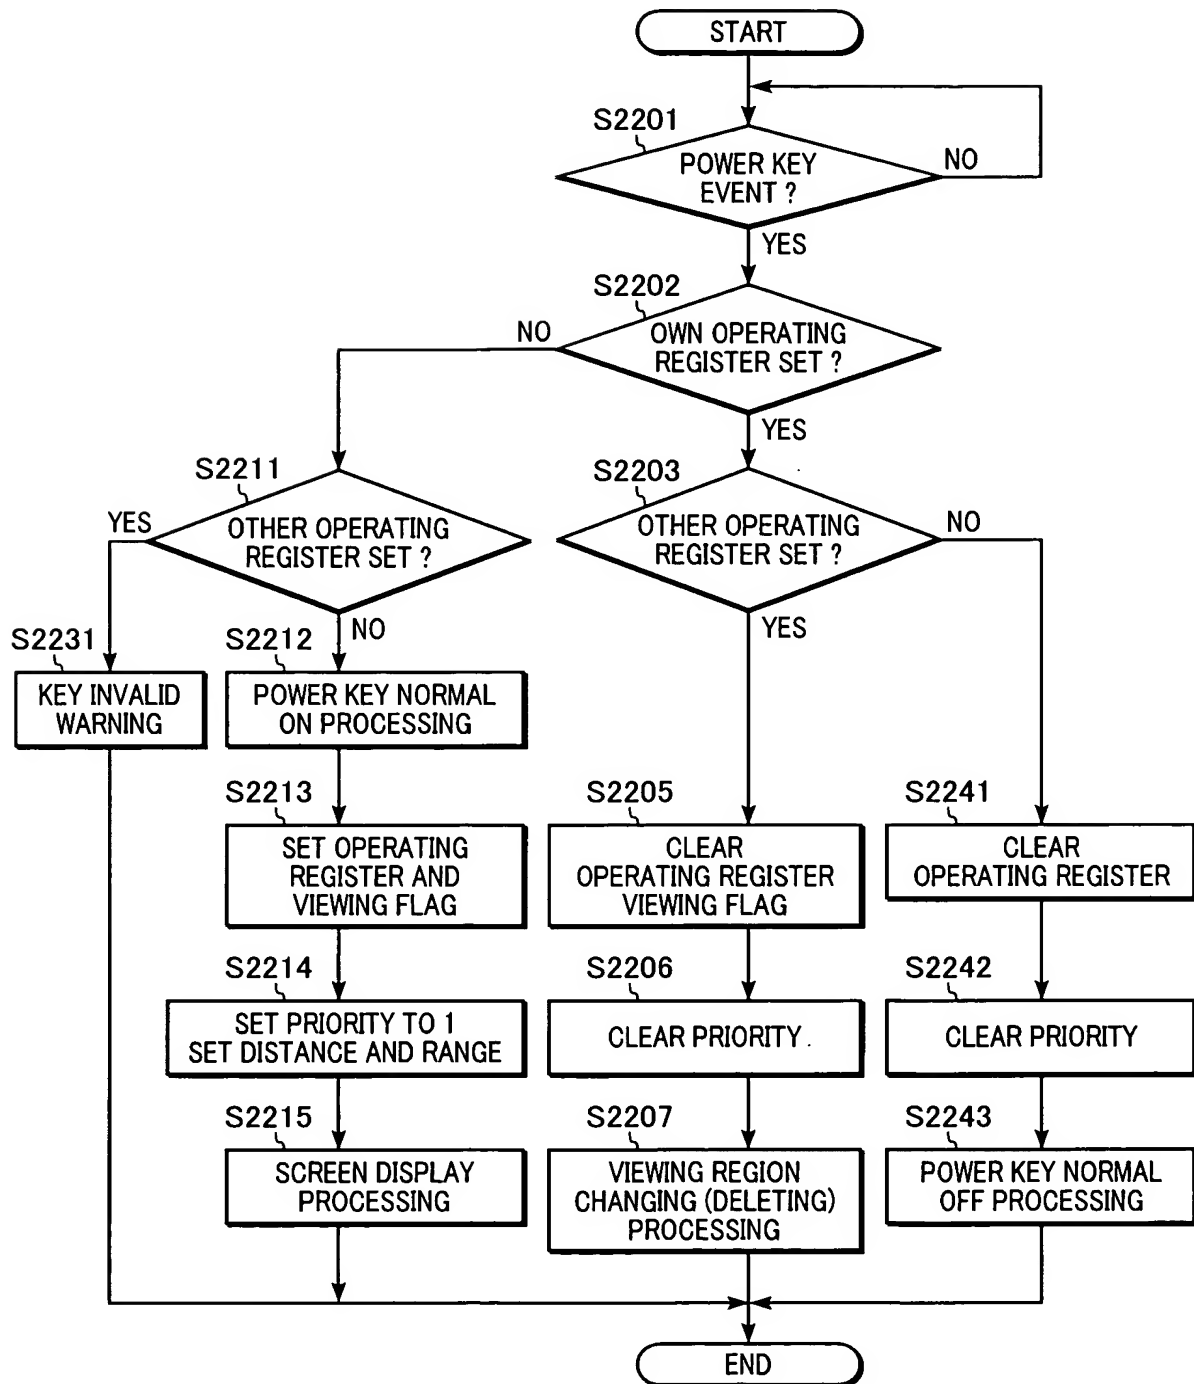 START
S2201
POWER KEY
EVENT ?
NO
YES
S2202
OWN OPERATING
REGISTER SET ?
NO
YES
S2211
OTHER OPERATING
REGISTER SET ?
YES
NO
S2203
OTHER OPERATING
REGISTER SET ?
NO
YES
S2231
KEY INVALID
WARNING
S2212
POWER KEY NORMAL
ON PROCESSING
S2213
SET OPERATING
REGISTER AND
VIEWING FLAG
S2205
CLEAR
OPERATING REGISTER
VIEWING FLAG
S2241
CLEAR
OPERATING REGISTER
S2214
SET PRIORITY TO 1
SET DISTANCE AND RANGE
S2206
CLEAR PRIORITY
S2242
CLEAR PRIORITY
S2215
SCREEN DISPLAY
PROCESSING
S2207
VIEWING REGION
CHANGING (DELETING)
PROCESSING
S2243
POWER KEY NORMAL
OFF PROCESSING
END